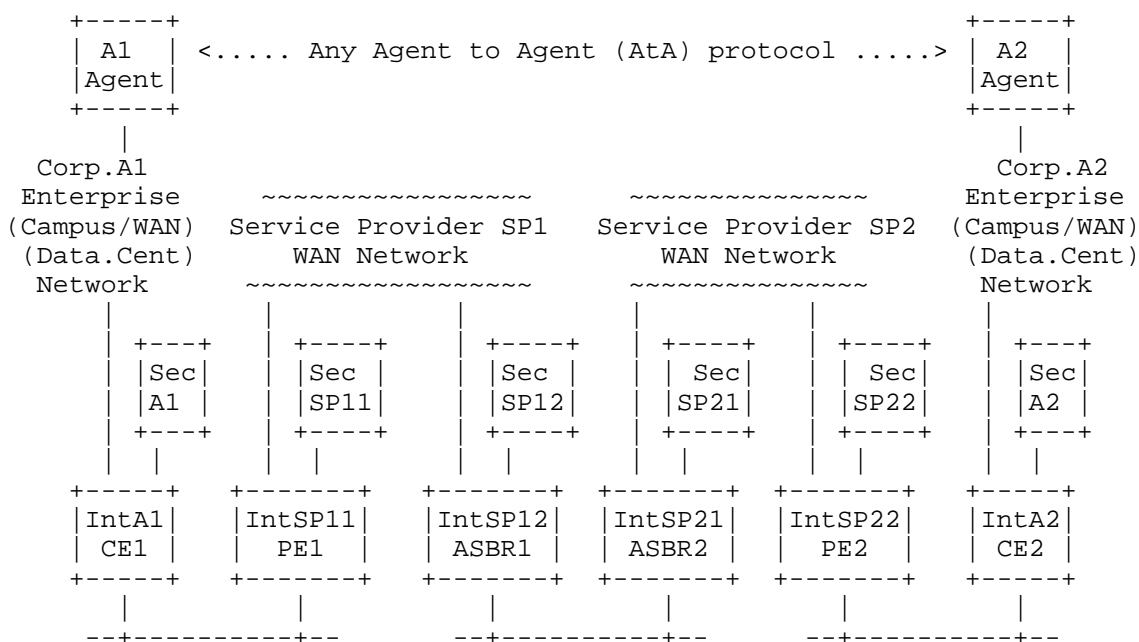 A1 <..... Any Agent to Agent (AtA) protocol .....> A2
Agent Agent
Corp.A1 Corp.A2
Enterprise Enterprise
(Campus/WAN) Service Provider SP1 Service Provider SP2 (Campus/WAN)
(Data.Cent) WAN Network WAN Network (Data.Cent)
Network Network
Sec Sec Sec Sec Sec Sec
A1 SP11 SP12 SP21 SP22 A2
IntA1 IntSP11 IntSP12 IntSP21 IntSP22 IntA2
CE1 PE1 ASBR1 ASBR2 PE2 CE2